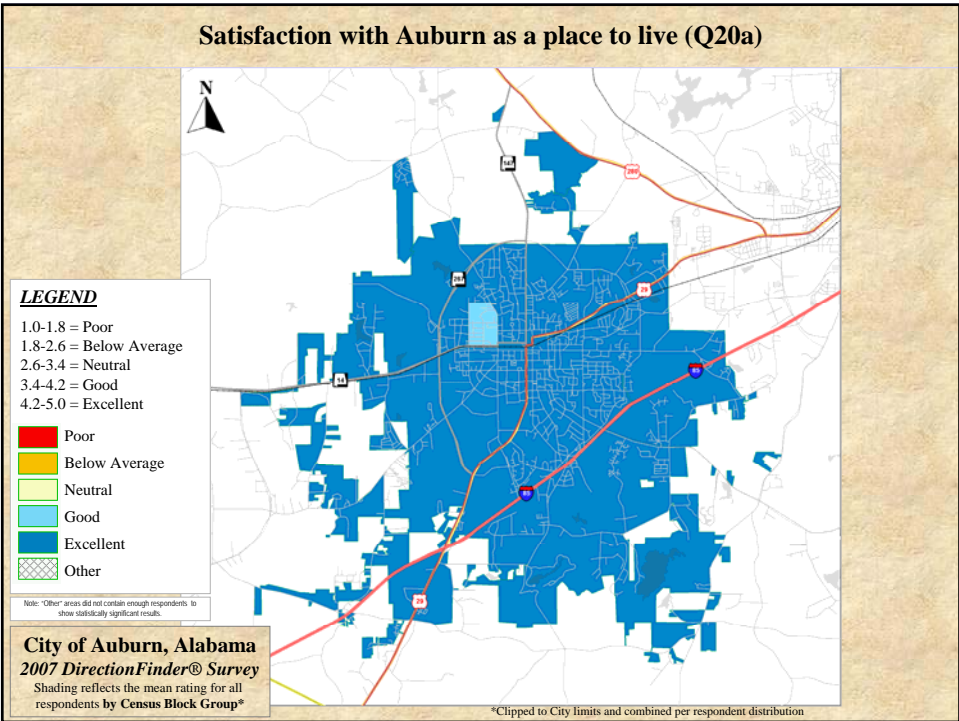 Satisfaction with Auburn as a place to live (Q20a)
N
147
280
267
29
14
85
85
29
LEGEND
1.0-1.8 = Poor
1.8-2.6 = Below Average
2.6-3.4 = Neutral
3.4-4.2 = Good
4.2-5.0 = Excellent
Poor
Below Average
Neutral
Good
Excellent
Other
Note: "Other" areas did not contain enough respondents to
show statistically significant results.
City of Auburn, Alabama
2007 DirectionFinder® Survey
Shading reflects the mean rating for all
respondents by Census Block Group*
*Clipped to City limits and combined per respondent distribution